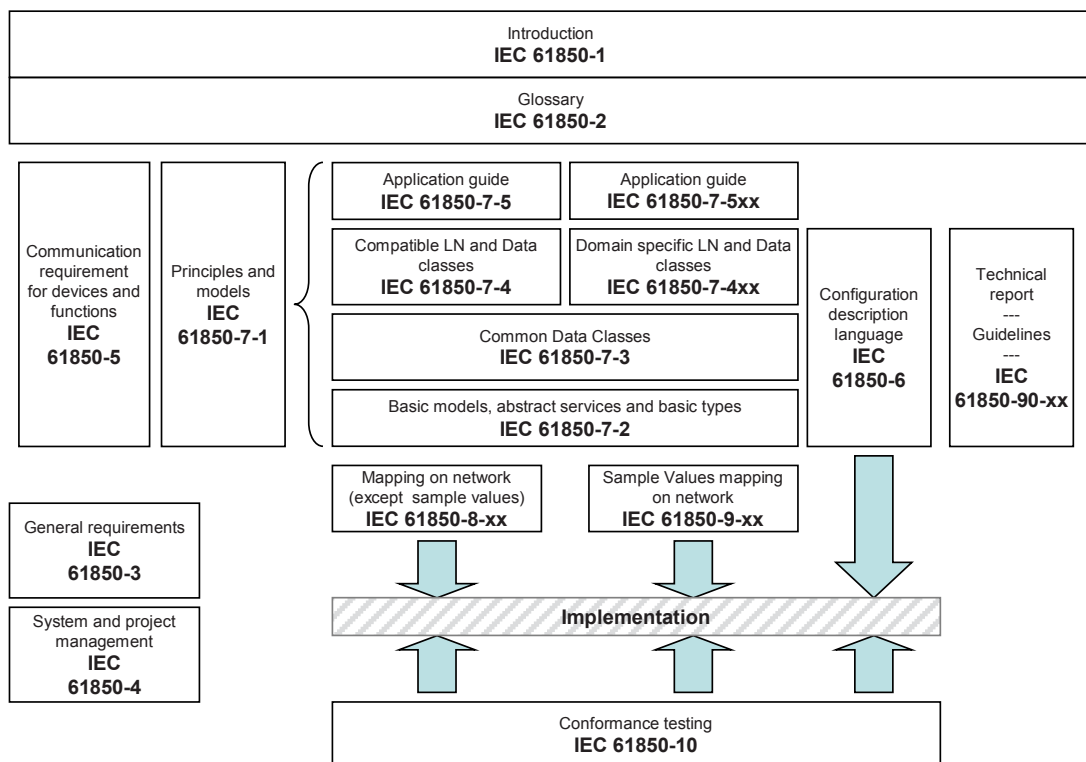 Introduction
IEC 61850-1
Glossary
IEC 61850-2
Communication
requirement
for devices and
functions
IEC
61850-5
Principles and
models
IEC
61850-7-1
Application guide
IEC 61850-7-5
Application guide
IEC 61850-7-5xx
Compatible LN and Data
classes
IEC 61850-7-4
Domain specific LN and Data
classes
IEC 61850-7-4xx
Common Data Classes
IEC 61850-7-3
Basic models, abstract services and basic types
IEC 61850-7-2
Configuration
description
language
IEC
61850-6
Technical
report
---
Guidelines
---
IEC
61850-90-xx
Mapping on network
(except sample values)
IEC 61850-8-xx
Sample Values mapping
on network
IEC 61850-9-xx
General requirements
IEC
61850-3
System and project
management
IEC
61850-4
Implementation
Conformance testing
IEC 61850-10